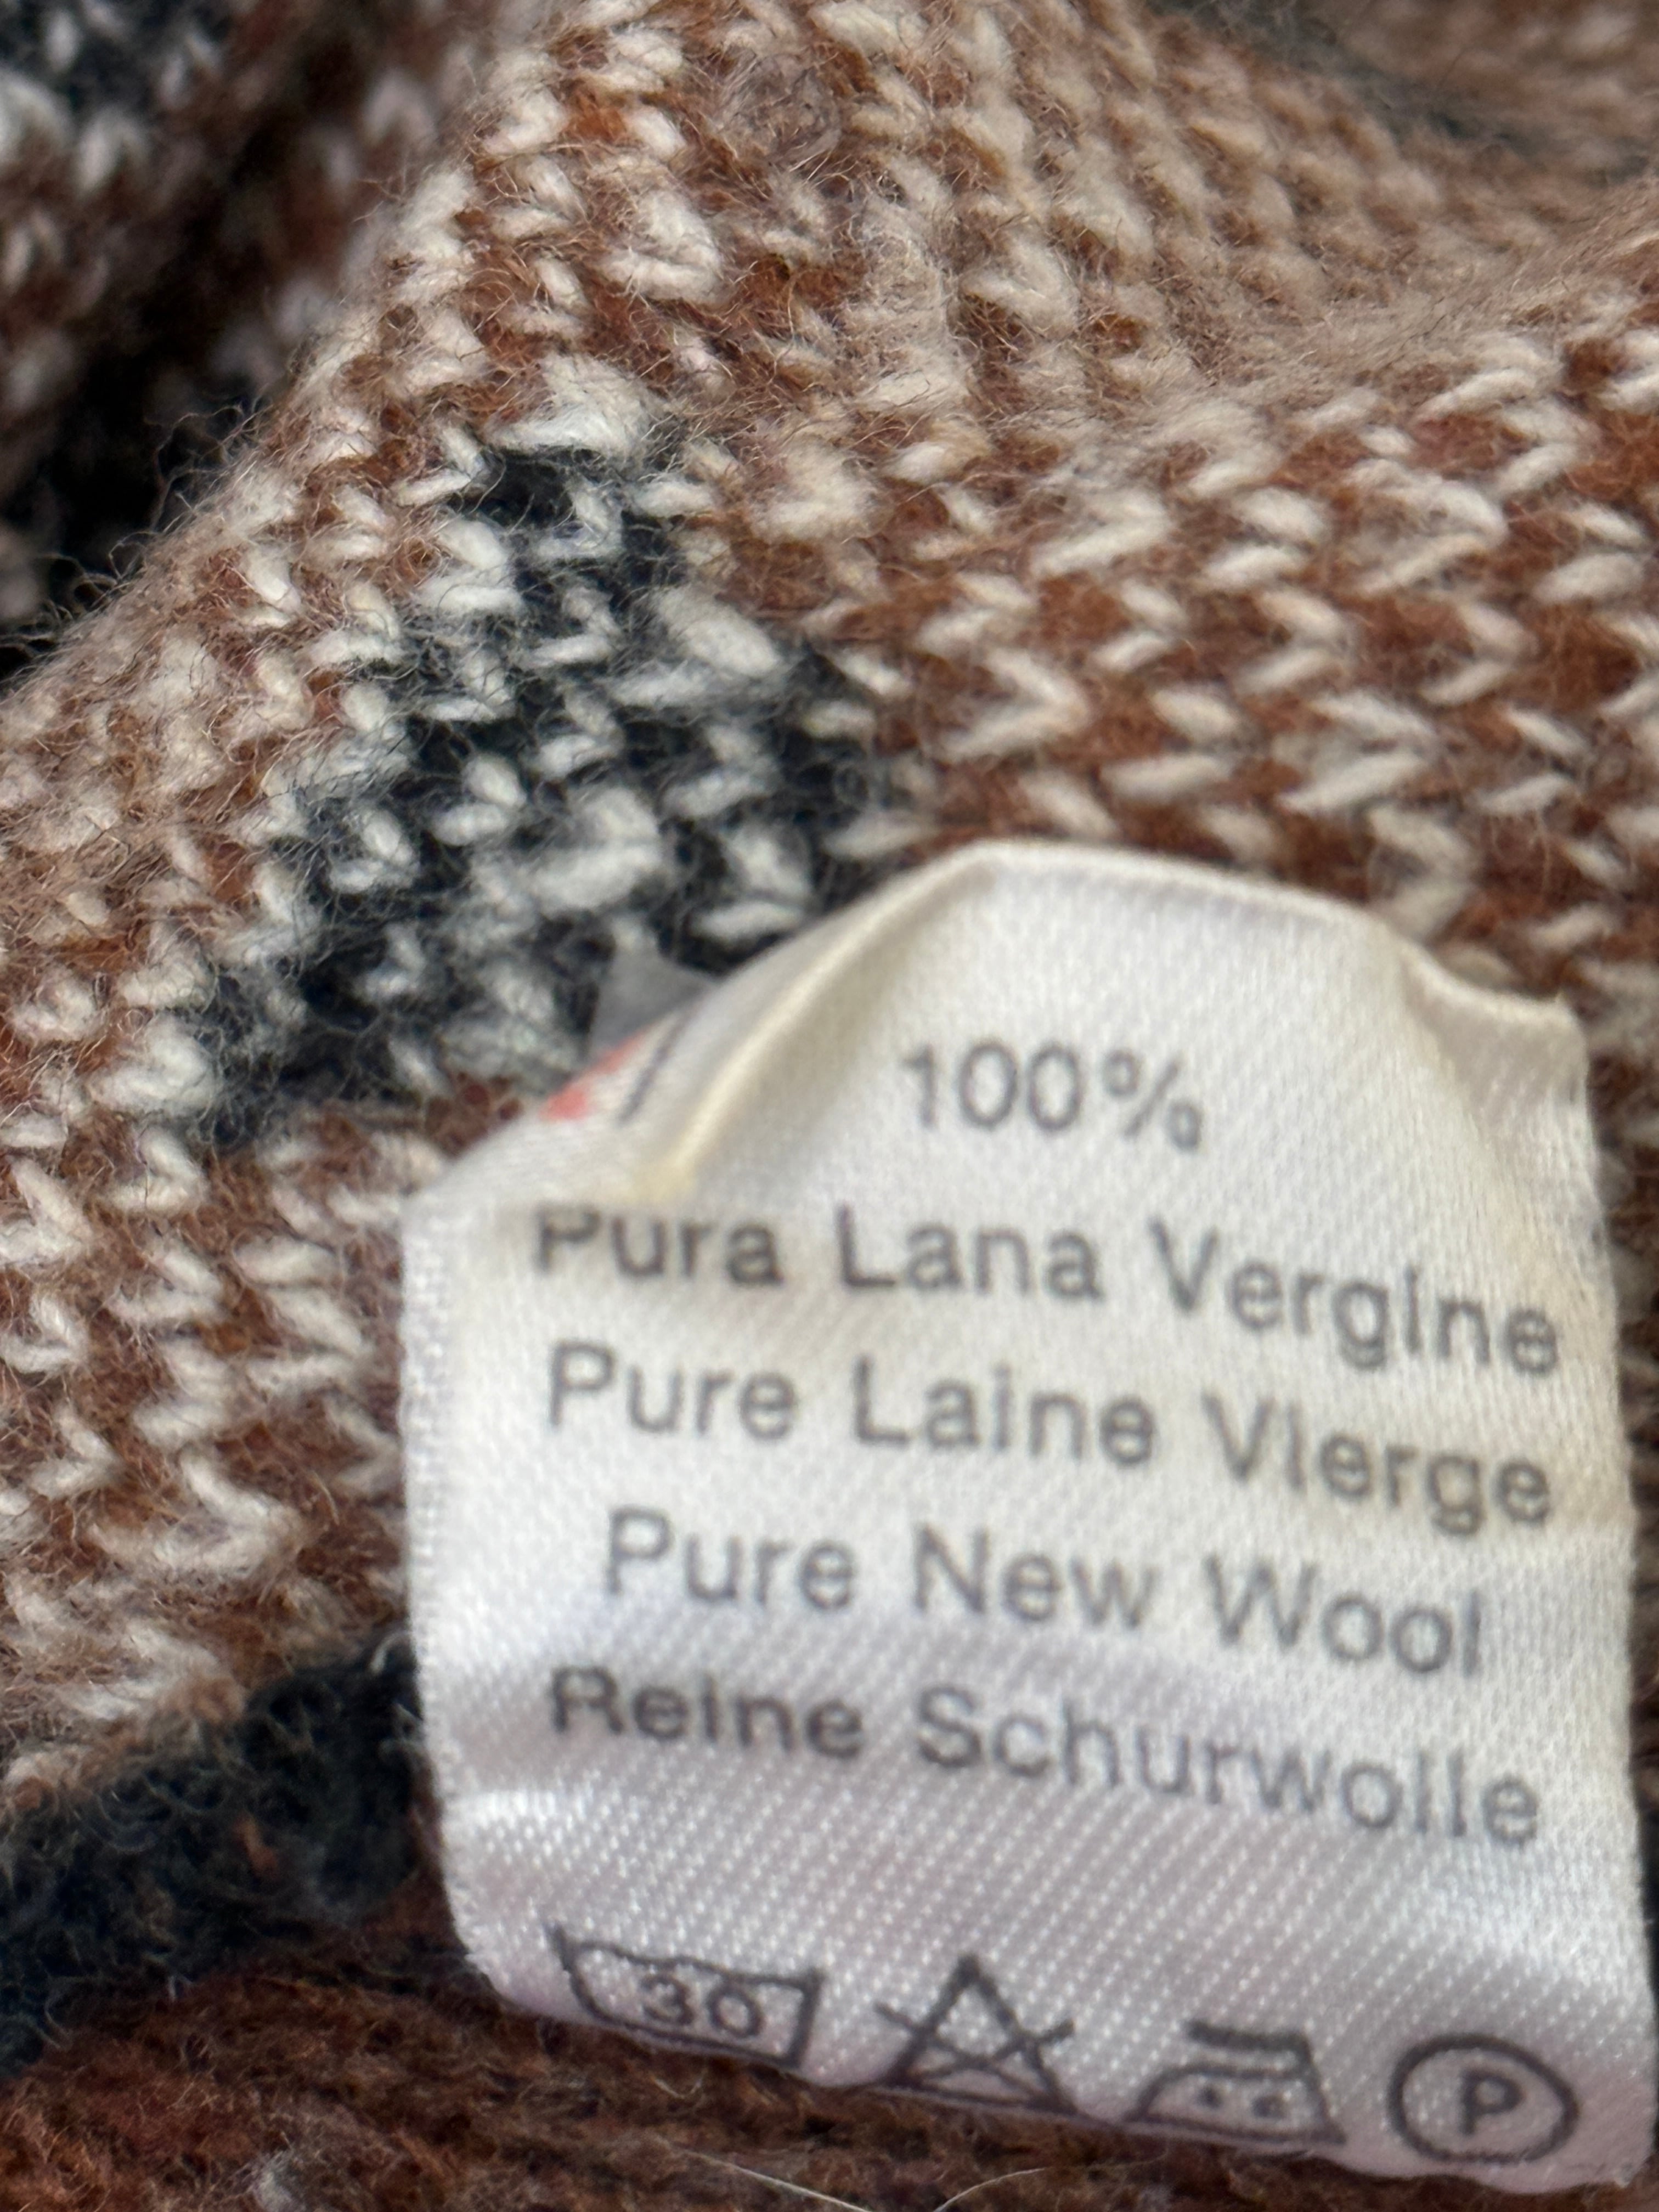 100%
Pura Lana Vergine
Pure Laine Vierge
Pure New Wool
Reine Schurwolle
30
P